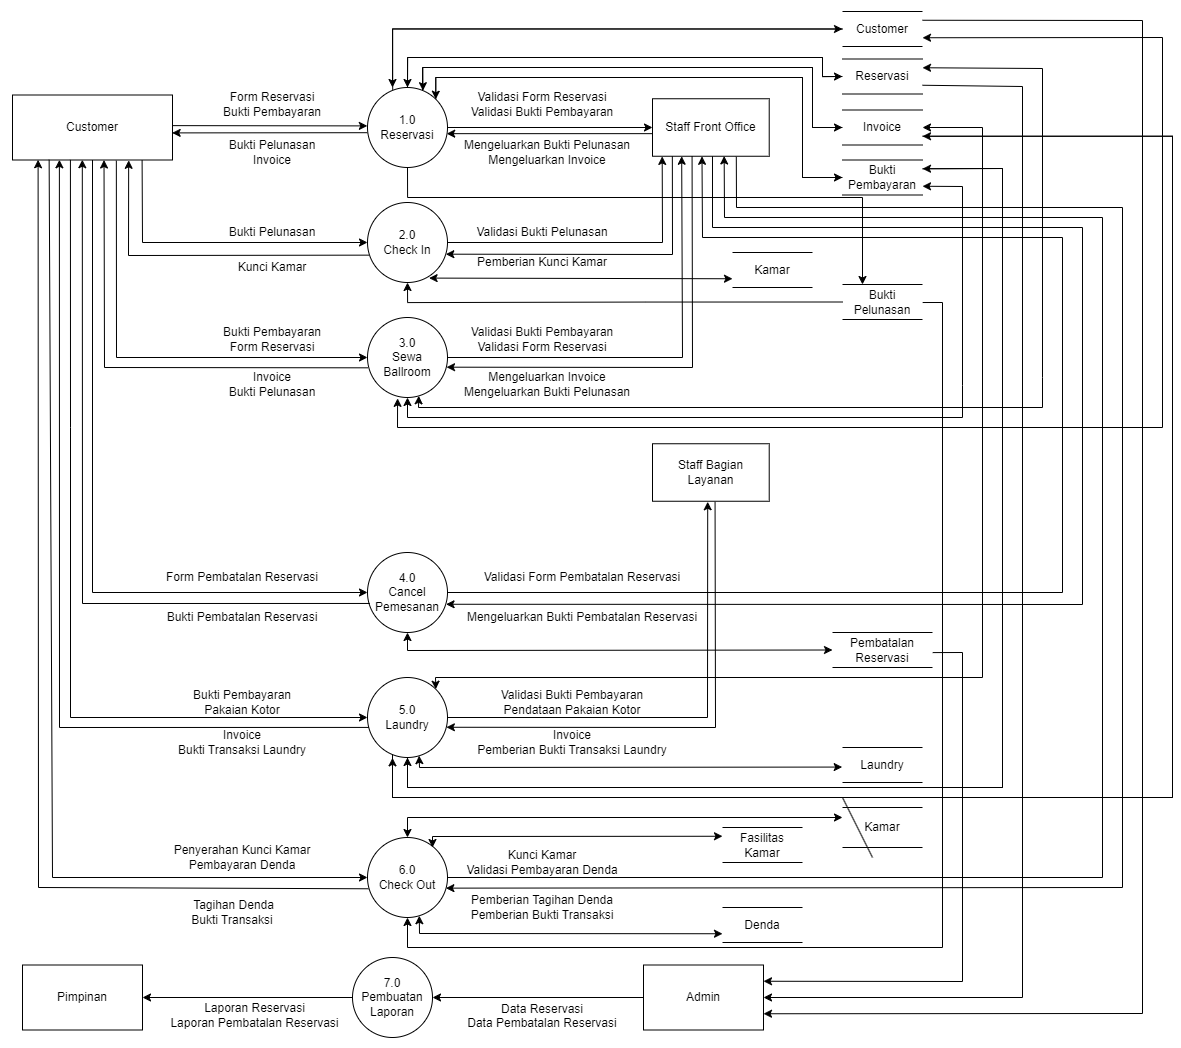 Customer
Reservasi
Form Reservasi
Bukti Pembayaran
Validasi Form Reservasi
Validasi Bukti Pembayaran
Customer
1.0
Reservasi
Staff Front Office
Invoice
Bukti Pelunasan
Invoice
Mengeluarkan Bukti Pelunasan
Mengeluarkan Invoice
Bukti
Pembayaran
Bukti Pelunasan
2.0
Check In
Validasi Bukti Pelunasan
Kunci Kamar
Pemberian Kunci Kamar
Kamar
Bukti
Pelunasan
Bukti Pembayaran
Form Reservasi
3.0
Sewa
Ballroom
Validasi Bukti Pembayaran
Validasi Form Reservasi
Invoice
Bukti Pelunasan
Mengeluarkan Invoice
Mengeluarkan Bukti Pelunasan
Staff Bagian
Layanan
Form Pembatalan Reservasi
4.0
Cancel
Pemesanan
Validasi Form Pembatalan Reservasi
Bukti Pembatalan Reservasi
Mengeluarkan Bukti Pembatalan Reservasi
Pembatalan
Reservasi
Bukti Pembayaran
Pakaian Kotor
5.0
Laundry
Validasi Bukti Pembayaran
Pendataan Pakaian Kotor
Invoice
Bukti Transaksi Laundry
Invoice
Pemberian Bukti Transaksi Laundry
Laundry
Kamar
Fasilitas
Kamar
Penyerahan Kunci Kamar
Pembayaran Denda
6.0
Check Out
Kunci Kamar
Validasi Pembayaran Denda
Tagihan Denda
Bukti Transaksi
Pemberian Tagihan Denda
Pemberian Bukti Transaksi
Denda
Pimpinan
7.0
Pembuatan
Laporan
Admin
Laporan Reservasi
Laporan Pembatalan Reservasi
Data Reservasi
Data Pembatalan Reservasi